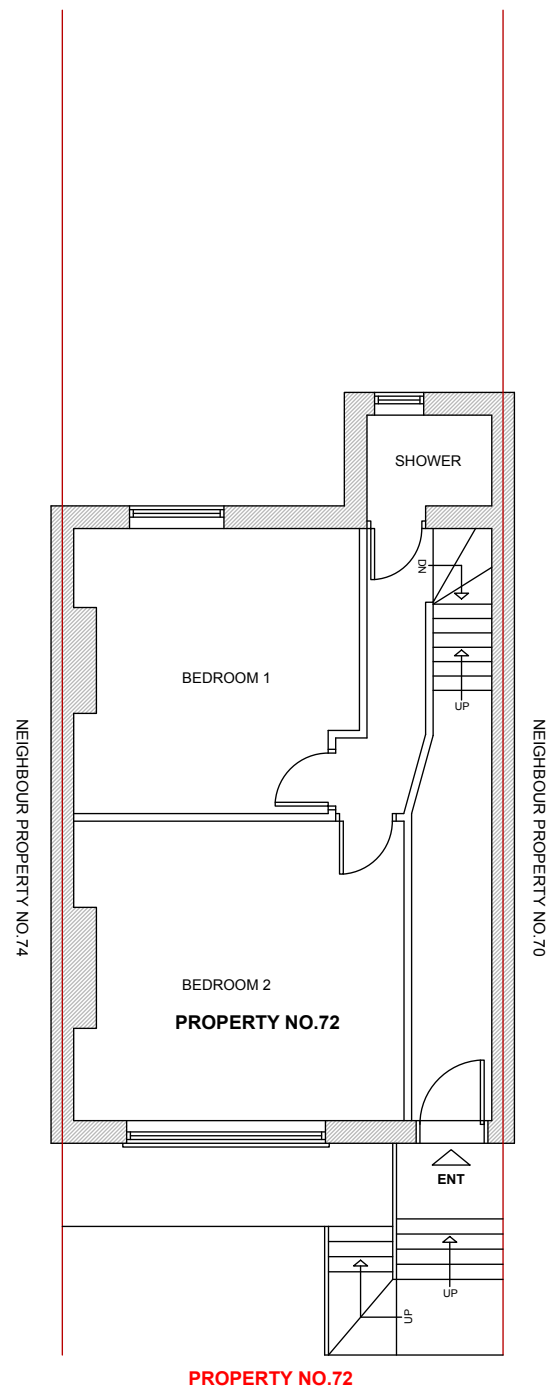 SHOWER
DN
BEDROOM 1
UP
NEIGHBOUR PROPERTY NO.74
NEIGHBOUR PROPERTY NO.70
BEDROOM 2
PROPERTY NO.72
ENT
UP
UP
PROPERTY NO.72